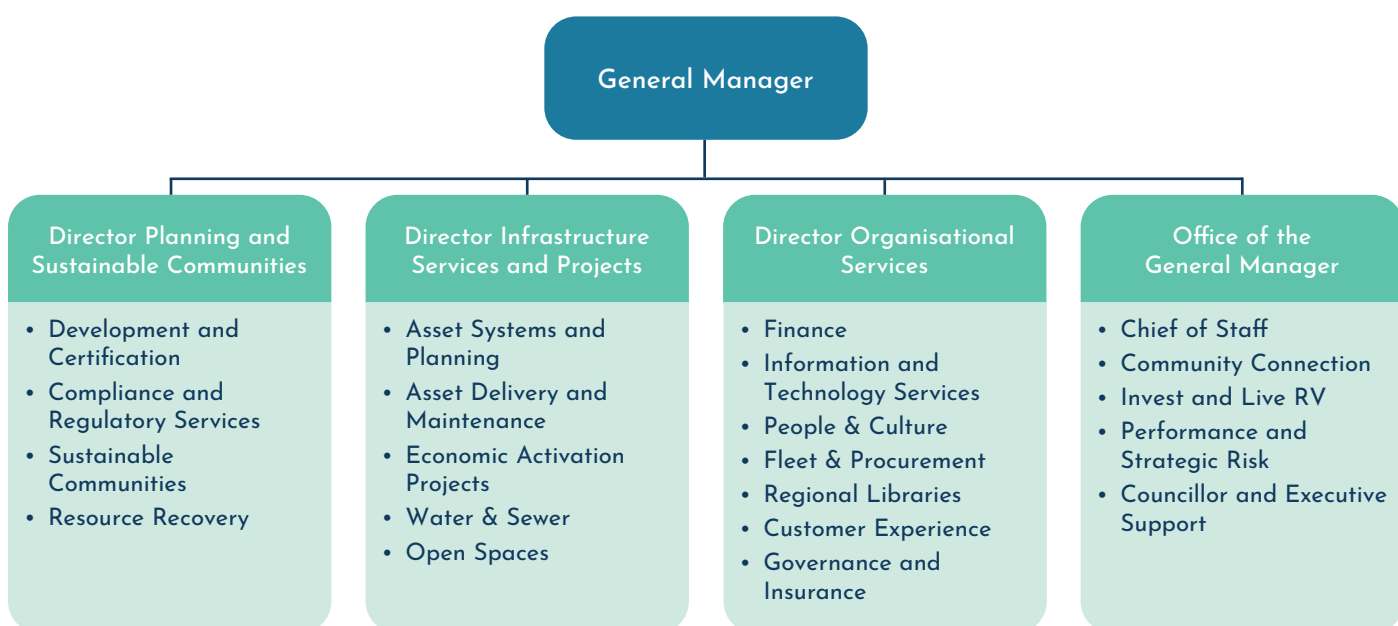 General Manager
Director Planning and
Sustainable Communities
• Development and
Certification
• Compliance and
Regulatory Services
• Sustainable
Communities
• Resource Recovery
Director Infrastructure
Services and Projects
• Asset Systems and
Planning
• Asset Delivery and
Maintenance
• Economic Activation
Projects
• Water & Sewer
• Open Spaces
Director Organisational
Services
• Finance
• Information and
Technology Services
• People & Culture
• Fleet & Procurement
• Regional Libraries
• Customer Experience
• Governance and
Insurance
Office of the
General Manager
• Chief of Staff
• Community Connection
• Invest and Live RV
• Performance and
Strategic Risk
• Councillor and Executive
Support